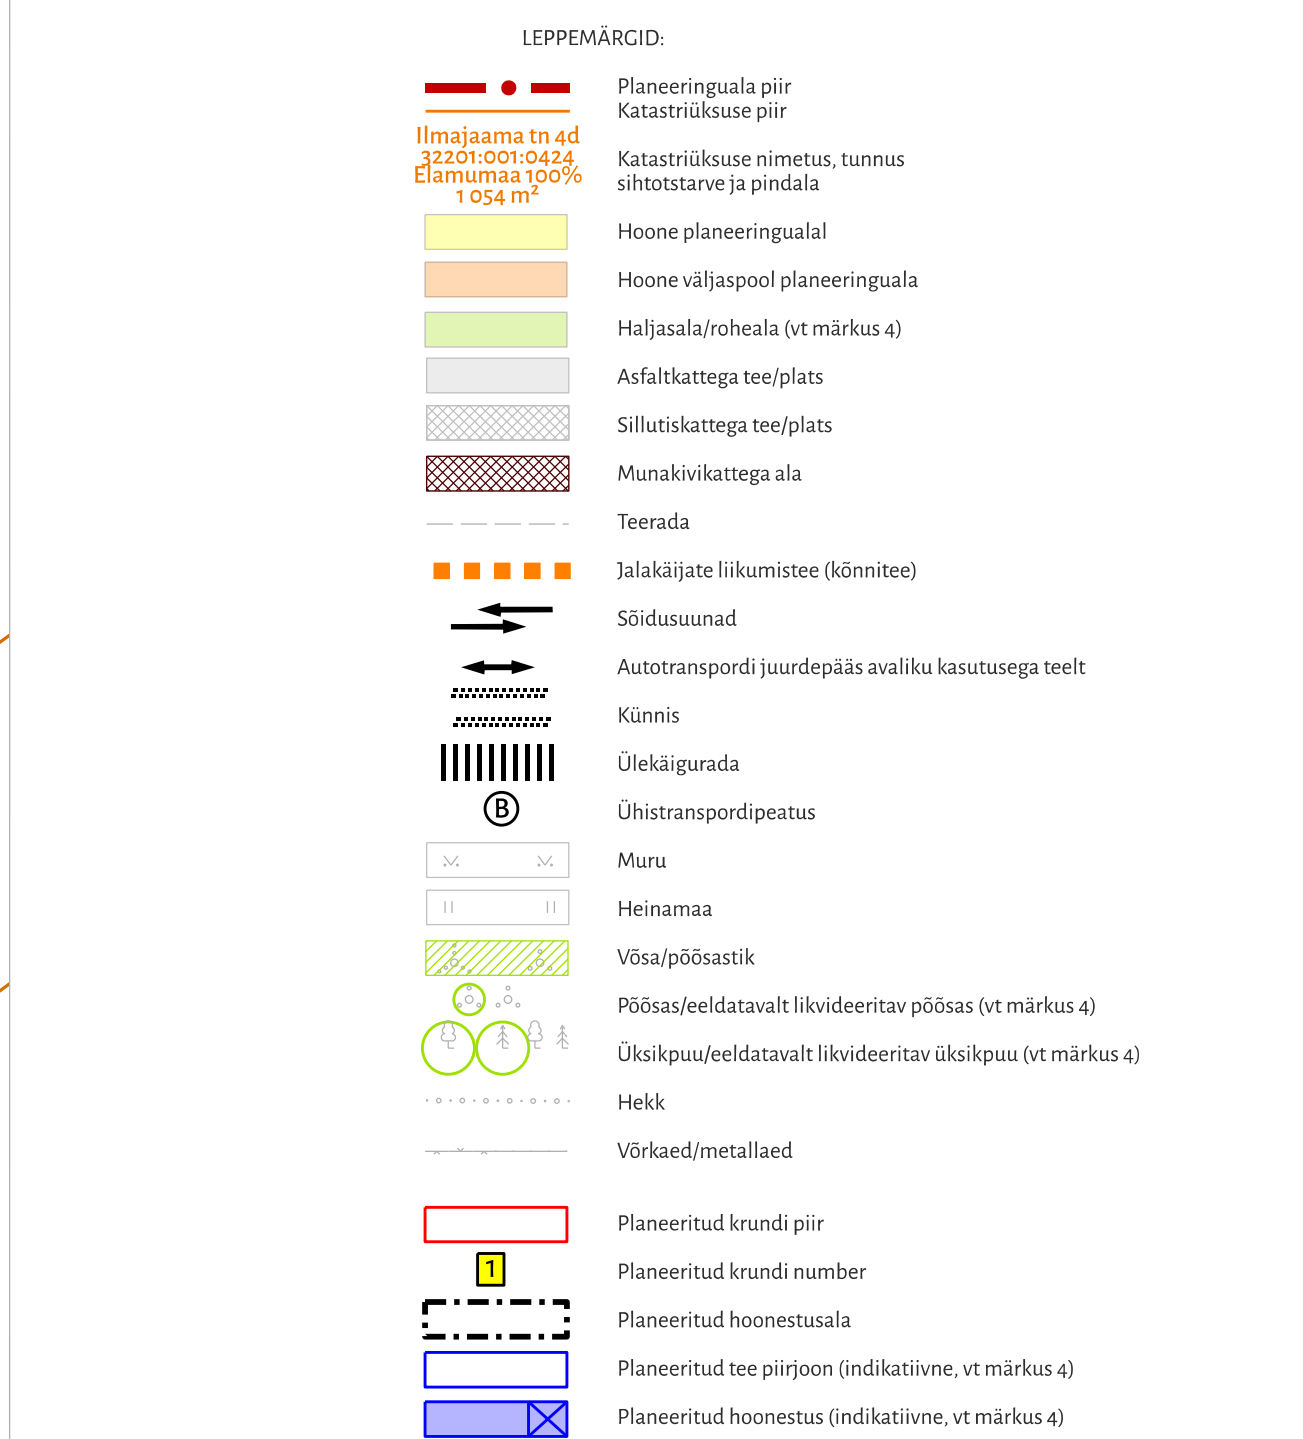 LEPPEMÄRGID:
Planeeringuala piir
Katastriüksuse piir
Ilmajaama tn 4d
32201:001:0424
Elamumaa 100%
1 054 m²
Katastriüksuse nimetus, tunnus
sihtotstarve ja pindala
Hoone planeeringualal
Hoone väljaspool planeeringuala
Haljasala/roheala (vt märkus 4)
Asfaltkattega tee/plats
Sillutiskattega tee/plats
Munakivikattega ala
Teerada
Jalakäijate liikumistee (kõnnitee)
Sõidusuunad
Autotranspordi juurdepääs avaliku kasutusega teelt
Künnis
Ülekäigurada
B
Ühistranspordipeatus
Muru
Heinamaa
Võsa/põõsastik
Põõsas/eeldatavalt likvideeritav põõsas (vt märkus 4)
Üksikpuu/eeldatavalt likvideeritav üksikpuu (vt märkus 4)
Hekk
Võrkaed/metallaed
Planeeritud krundi piir
1
Planeeritud krundi number
Planeeritud hoonestusala
Planeeritud tee piirjoon (indikatiivne, vt märkus 4)
Planeeritud hoonestus (indikatiivne, vt märkus 4)